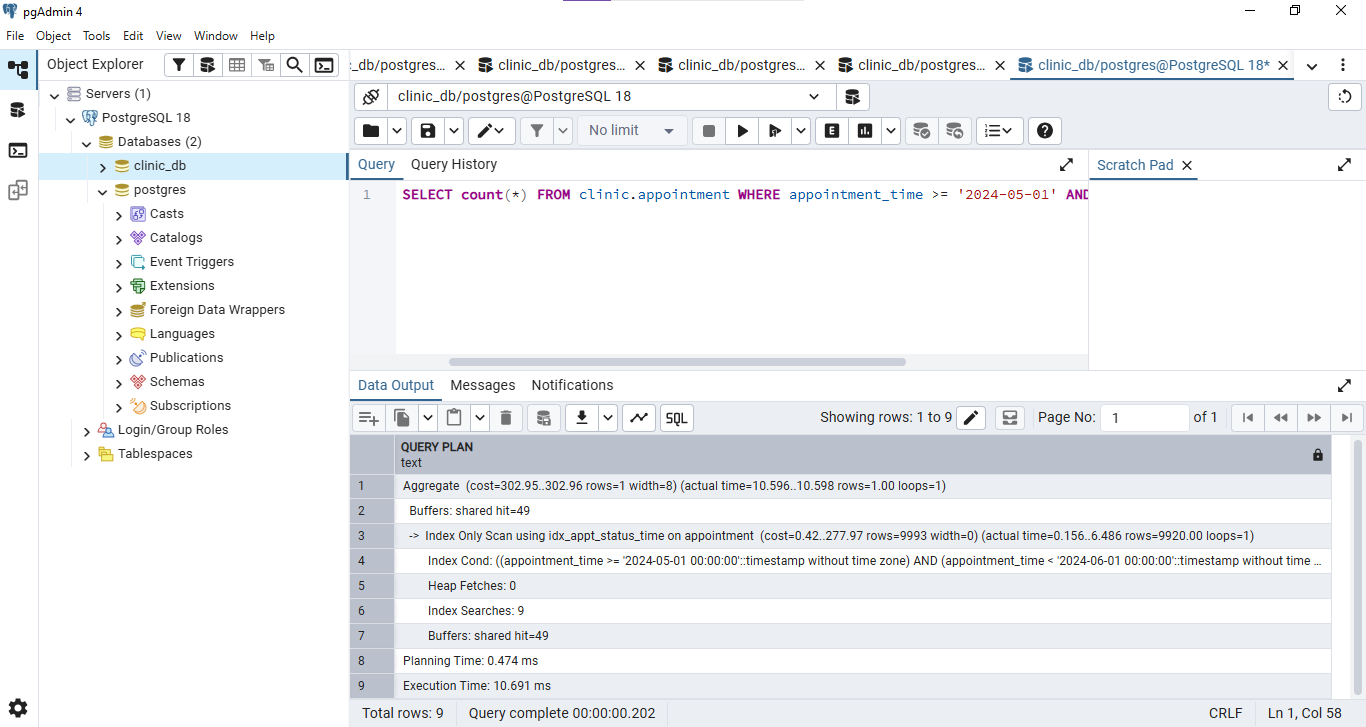 pgAdmin 4
File Object Tools Edit View Window Help
Object Explorer
_db/postgres... clinic_db/postgres... clinic_db/postgres... clinic_db/postgres... clinic_db/postgres@PostgreSQL 18*
Servers (1)
PostgreSQL 18
Databases (2)
clinic_db
postgres
Casts
Catalogs
Event Triggers
Extensions
Foreign Data Wrappers
Languages
Publications
Schemas
Subscriptions
Login/Group Roles
Tablespaces
clinic_db/postgres@PostgreSQL 18
No limit
E
Query Query History
Scratch Pad
1 SELECT count(*) FROM clinic.appointment WHERE appointment_time >= '2024-05-01' AND
Data Output Messages Notifications
SQL Showing rows: 1 to 9 Page No: 1 of 1
QUERY PLAN
text
1 Aggregate (cost=302.95..302.96 rows=1 width=8) (actual time=10.596..10.598 rows=1.00 loops=1)
2 Buffers: shared hit=49
3 -> Index Only Scan using idx_appt_status_time on appointment (cost=0.42..277.97 rows=9993 width=0) (actual time=0.156..6.486 rows=9920.00 loops=1)
4 Index Cond: ((appointment_time >= '2024-05-01 00:00:00'::timestamp without time zone) AND (appointment_time < '2024-06-01 00:00:00'::timestamp without time ...
5 Heap Fetches: 0
6 Index Searches: 9
7 Buffers: shared hit=49
8 Planning Time: 0.474 ms
9 Execution Time: 10.691 ms
Total rows: 9 Query complete 00:00:00.202 CRLF Ln 1, Col 58